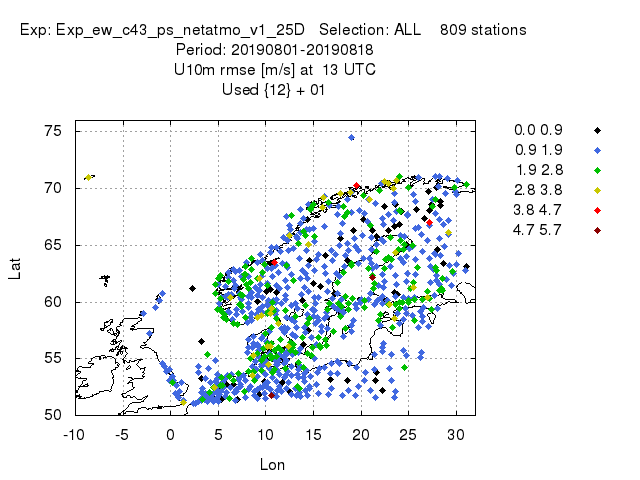 Exp: Exp_ew_c43_ps_netatmo_v1_25D   Selection: ALL    809 stations
Period: 20190801-20190818
U10m rmse [m/s] at  13 UTC
Used {12} + 01
0.0 0.9
0.9 1.9
1.9 2.8
2.8 3.8
3.8 4.7
4.7 5.7
75
70
65
60
55
50
Lat
-10 -5 0 5 10 15 20 25 30
Lon